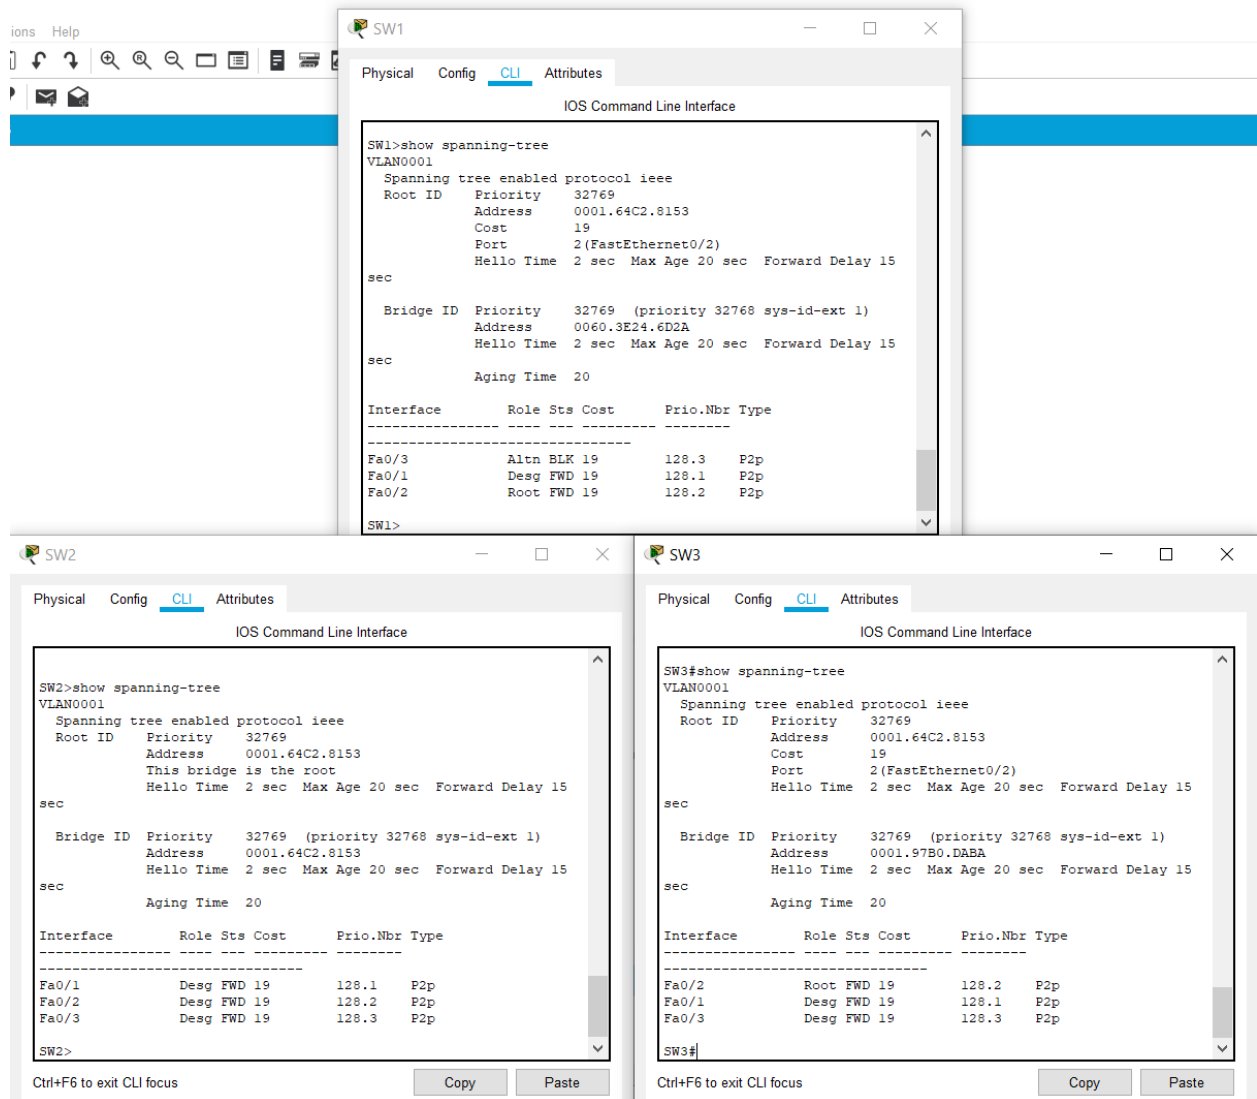 ions Help
SW1
Physical Config CLI Attributes
IOS Command Line Interface
SW1>show spanning-tree
VLAN0001
  Spanning tree enabled protocol ieee
  Root ID    Priority    32769
             Address     0001.64C2.8153
             Cost        19
             Port        2(FastEthernet0/2)
             Hello Time  2 sec  Max Age 20 sec  Forward Delay 15
sec
  Bridge ID  Priority    32769  (priority 32768 sys-id-ext 1)
             Address     0060.3E24.6D2A
             Hello Time  2 sec  Max Age 20 sec  Forward Delay 15
sec
             Aging Time  20
Interface        Role Sts Cost      Prio.Nbr Type
---------------- ---- --- --------- --------
--------------------------------
Fa0/3            Altn BLK 19        128.3    P2p
Fa0/1            Desg FWD 19        128.1    P2p
Fa0/2            Root FWD 19        128.2    P2p
SW1>
SW2
Physical Config CLI Attributes
IOS Command Line Interface
SW2>show spanning-tree
VLAN0001
  Spanning tree enabled protocol ieee
  Root ID    Priority    32769
             Address     0001.64C2.8153
             This bridge is the root
             Hello Time  2 sec  Max Age 20 sec  Forward Delay 15
sec
  Bridge ID  Priority    32769  (priority 32768 sys-id-ext 1)
             Address     0001.64C2.8153
             Hello Time  2 sec  Max Age 20 sec  Forward Delay 15
sec
             Aging Time  20
Interface        Role Sts Cost      Prio.Nbr Type
---------------- ---- --- --------- --------
--------------------------------
Fa0/1            Desg FWD 19        128.1    P2p
Fa0/2            Desg FWD 19        128.2    P2p
Fa0/3            Desg FWD 19        128.3    P2p
SW2>
Ctrl+F6 to exit CLI focus
Copy Paste
SW3
Physical Config CLI Attributes
IOS Command Line Interface
SW3#show spanning-tree
VLAN0001
  Spanning tree enabled protocol ieee
  Root ID    Priority    32769
             Address     0001.64C2.8153
             Cost        19
             Port        2(FastEthernet0/2)
             Hello Time  2 sec  Max Age 20 sec  Forward Delay 15
sec
  Bridge ID  Priority    32769  (priority 32768 sys-id-ext 1)
             Address     0001.97B0.DABA
             Hello Time  2 sec  Max Age 20 sec  Forward Delay 15
sec
             Aging Time  20
Interface        Role Sts Cost      Prio.Nbr Type
---------------- ---- --- --------- --------
--------------------------------
Fa0/2            Root FWD 19        128.2    P2p
Fa0/1            Desg FWD 19        128.1    P2p
Fa0/3            Desg FWD 19        128.3    P2p
SW3#
Ctrl+F6 to exit CLI focus
Copy Paste